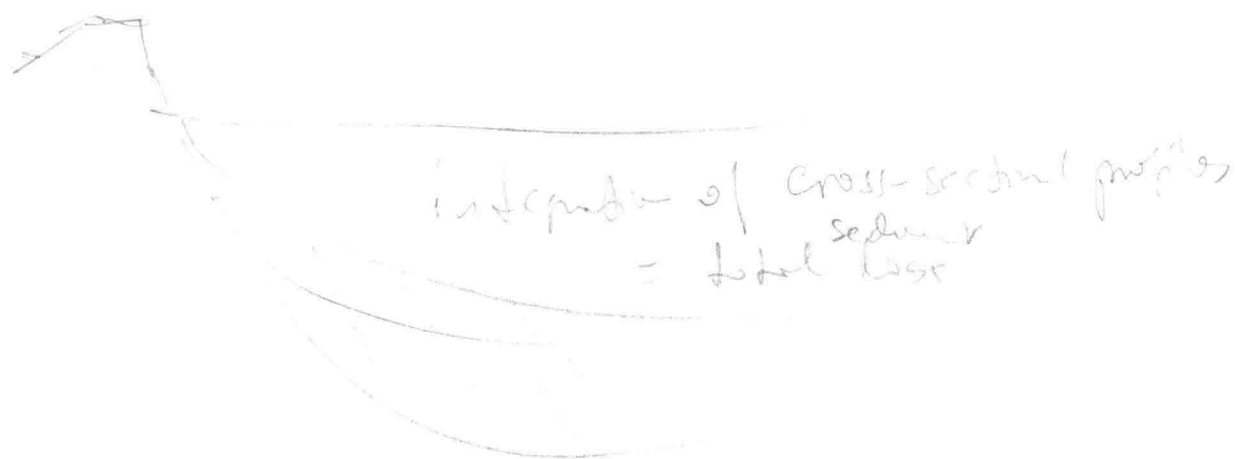 integration of cross-sectional profiles
sediment
= total loss